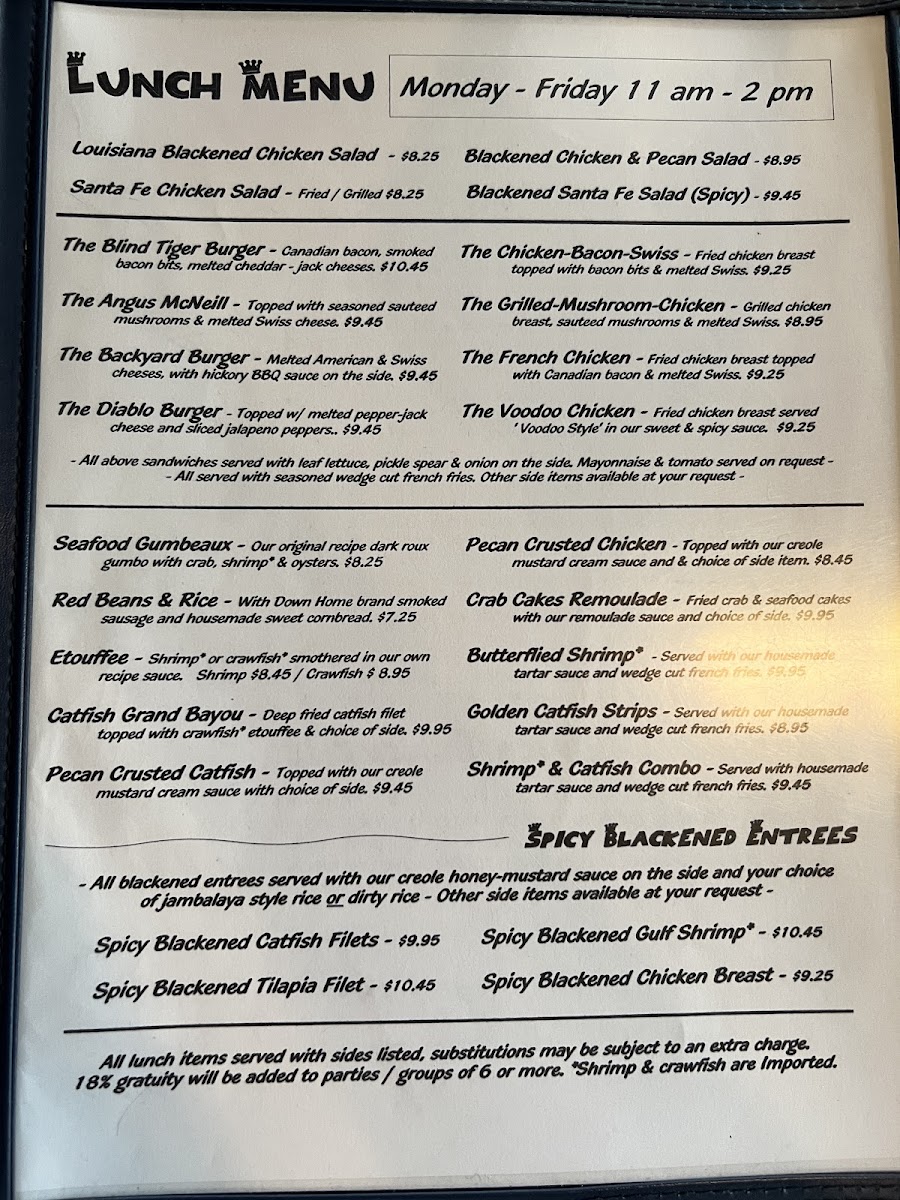 LUNCH MENU
Monday - Friday 11 am - 2 pm
Louisiana Blackened Chicken Salad - $8.25
Blackened Chicken & Pecan Salad - $8.95
Santa Fe Chicken Salad - Fried / Grilled $8.25
Blackened Santa Fe Salad (Spicy) - $9.45
The Blind Tiger Burger - Canadian bacon, smoked
bacon bits, melted cheddar - jack cheeses. $10.45
The Angus McNeill - Topped with seasoned sauteed
mushrooms & melted Swiss cheese. $9.45
The Backyard Burger - Melted American & Swiss
cheeses, with hickory BBQ sauce on the side. $9.45
The Diablo Burger - Topped w/ melted pepper-jack
cheese and sliced jalapeno peppers.. $9.45
The Chicken-Bacon-Swiss - Fried chicken breast
topped with bacon bits & melted Swiss. $9.25
The Grilled-Mushroom-Chicken - Grilled chicken
breast, sauteed mushrooms & melted Swiss. $8.95
The French Chicken - Fried chicken breast topped
with Canadian bacon & melted Swiss. $9.25
The Voodoo Chicken - Fried chicken breast served
'Voodoo Style' in our sweet & spicy sauce. $9.25
- All above sandwiches served with leaf lettuce, pickle spear & onion on the side. Mayonnaise & tomato served on request -
- All served with seasoned wedge cut french fries. Other side items available at your request -
Seafood Gumbeaux - Our original recipe dark roux
gumbo with crab, shrimp* & oysters. $8.25
Red Beans & Rice - With Down Home brand smoked
sausage and housemade sweet cornbread. $7.25
Etouffee - Shrimp* or crawfish* smothered in our own
recipe sauce. Shrimp $8.45 / Crawfish $ 8.95
Catfish Grand Bayou - Deep fried catfish filet
topped with crawfish* etouffee & choice of side. $9.95
Pecan Crusted Catfish - Topped with our creole
mustard cream sauce with choice of side. $9.45
Pecan Crusted Chicken - Topped with our creole
mustard cream sauce and & choice of side item. $8.45
Crab Cakes Remoulade - Fried crab & seafood cakes
with our remoulade sauce and choice of side. $9.95
Butterflied Shrimp* - Served with our housemade
tartar sauce and wedge cut french fries. $9.95
Golden Catfish Strips - Served with our housemade
tartar sauce and wedge cut french fries. $8.95
Shrimp* & Catfish Combo - Served with housemade
tartar sauce and wedge cut french fries. $9.45
SPICY BLACKENED ENTREES
- All blackened entrees served with our creole honey-mustard sauce on the side and your choice
of jambalaya style rice or dirty rice - Other side items available at your request -
Spicy Blackened Catfish Filets - $9.95
Spicy Blackened Gulf Shrimp* - $10.45
Spicy Blackened Tilapia Filet - $10.45
Spicy Blackened Chicken Breast - $9.25
All lunch items served with sides listed, substitutions may be subject to an extra charge.
18% gratuity will be added to parties / groups of 6 or more. *Shrimp & crawfish are Imported.